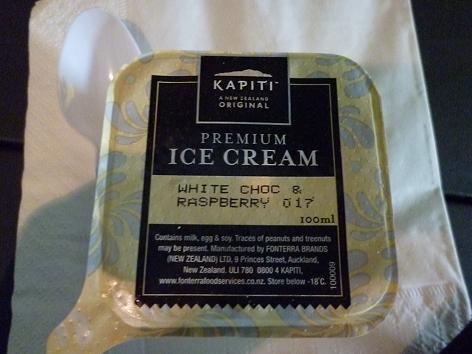 KAPITI™
A NEW ZEALAND
ORIGINAL
PREMIUM
ICE CREAM
WHITE CHOC &
RASPBERRY 017
100ml
Contains milk, egg & soy. Traces of peanuts and treenuts
may be present. Manufactured by FONTERRA BRANDS
(NEW ZEALAND) LTD, 9 Princes Street, Auckland,
New Zealand. ULI 780 0800 4 KAPITI,
www.fonterrafoodservices.co.nz. Store below -18°C
100009